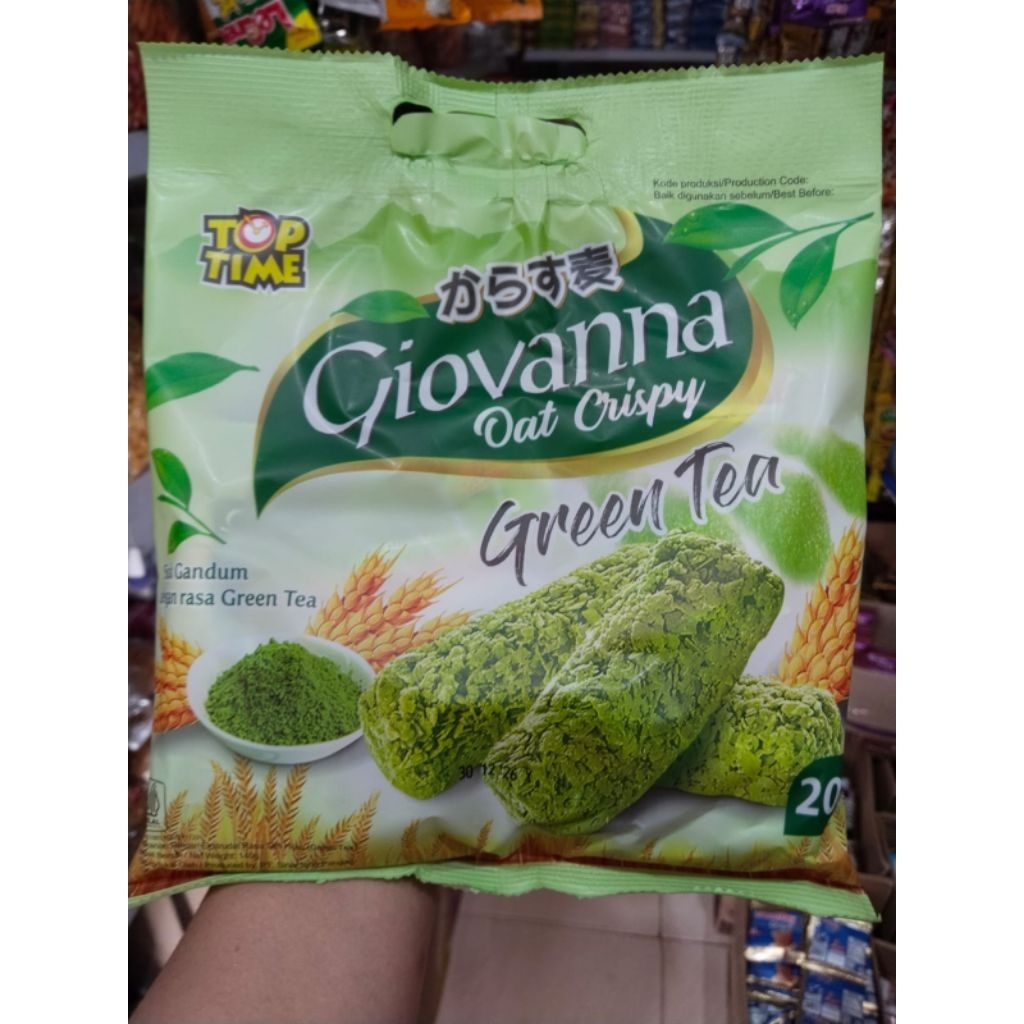 Kode produksi/Production Code:
Baik digunakan sebelum/Best Before:
TOP
TIME
からす麦
Giovanna
Oat Crispy
Green Tea
Gandum
rasa Green Tea
30 12 26
20